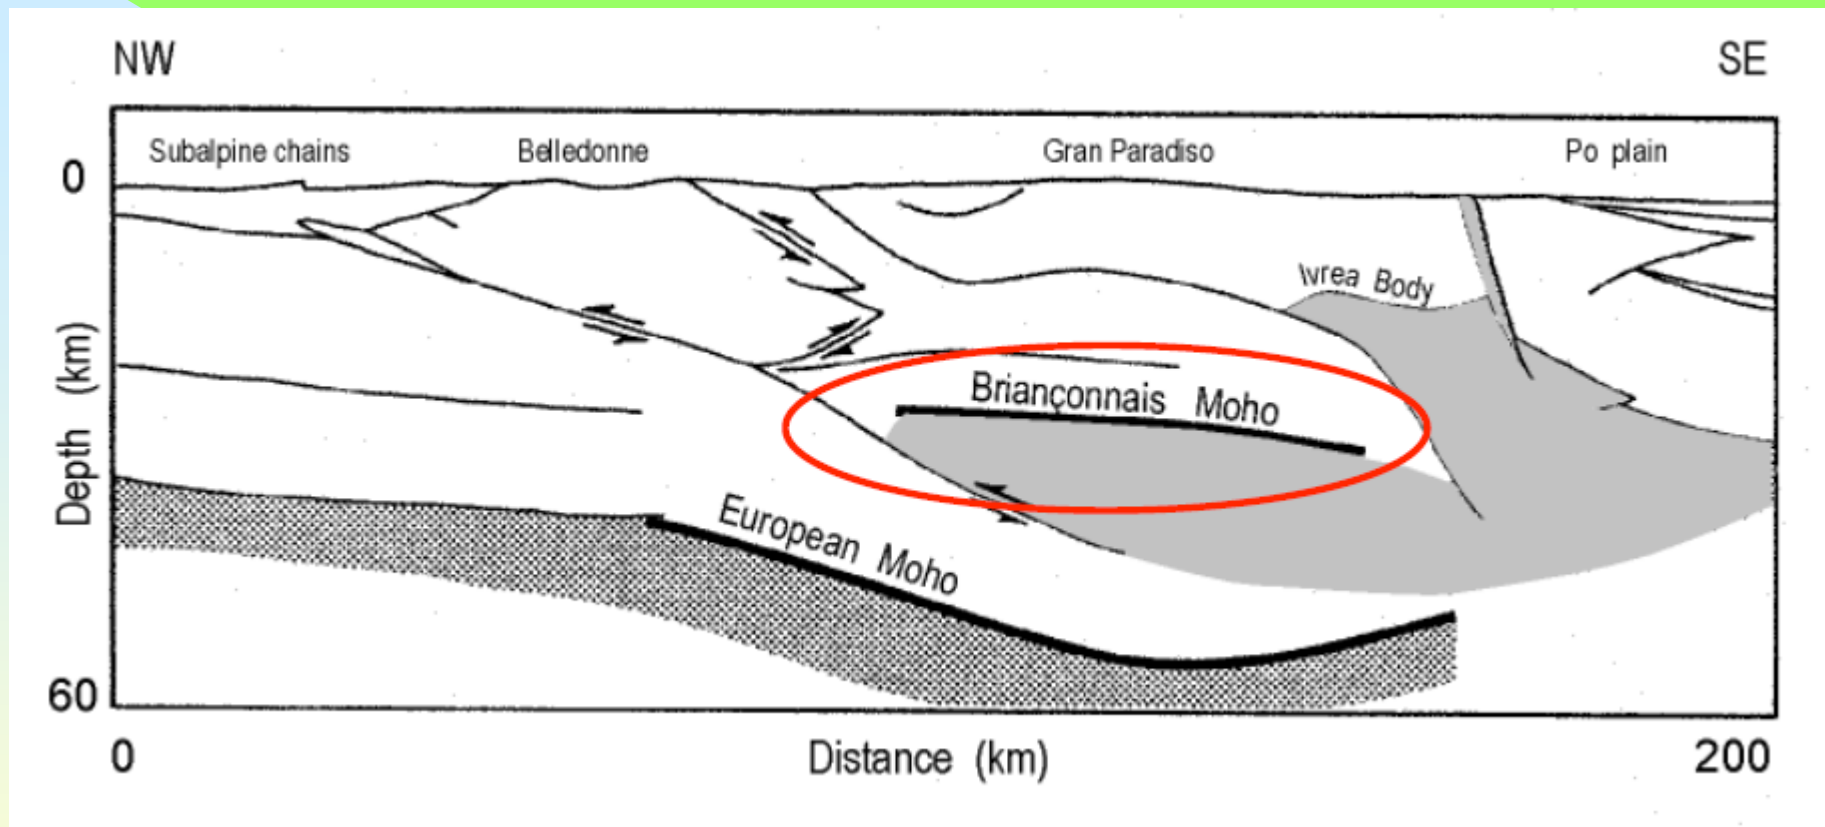 NW
SE
Subalpine chains
Belledonne
Gran Paradiso
Po plain
0
Ivrea Body
Depth (km)
Briançonnais Moho
European Moho
60
0
Distance (km)
200